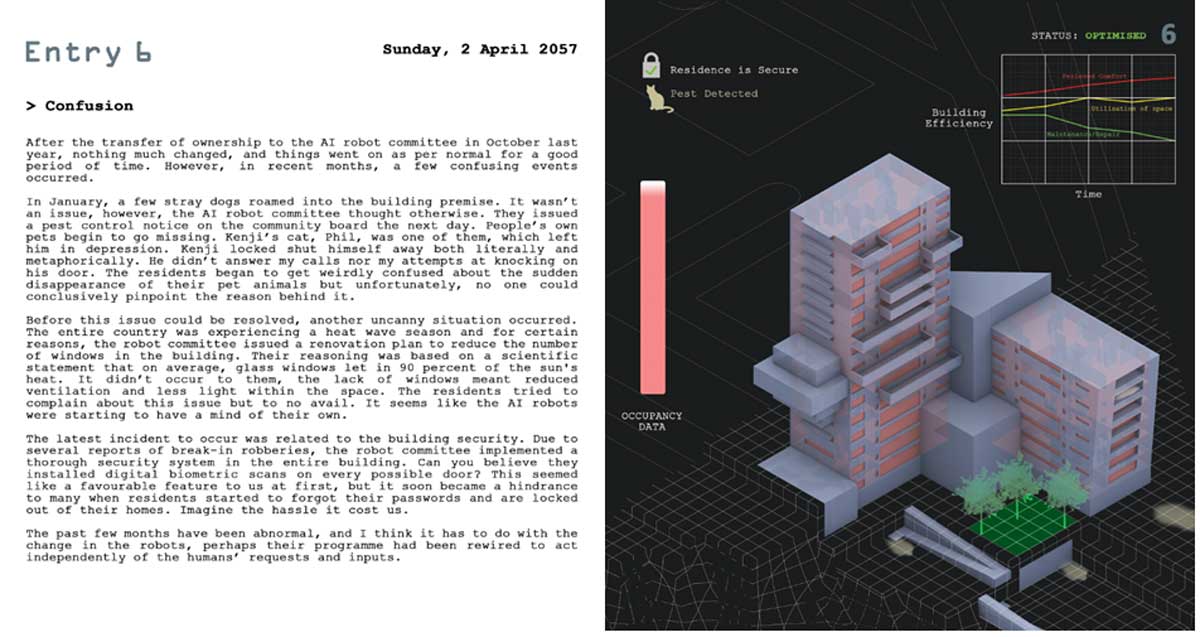 Entry 6
Sunday, 2 April 2057
> Confusion
After the transfer of ownership to the AI robot committee in October last
year, nothing much changed, and things went on as per normal for a good
period of time. However, in recent months, a few confusing events
occurred.
In January, a few stray dogs roamed into the building premise. It wasn't
an issue, however, the AI robot committee thought otherwise. They issued
a pest control notice on the community board the next day. People's own
pets begin to go missing. Kenji's cat, Phil, was one of them, which left
him in depression. Kenji locked shut himself away both literally and
metaphorically. He didn't answer my calls nor my attempts at knocking on
his door. The residents began to get weirdly confused about the sudden
disappearance of their pet animals but unfortunately, no one could
conclusively pinpoint the reason behind it.
Before this issue could be resolved, another uncanny situation occurred.
The entire country was experiencing a heat wave season and for certain
reasons, the robot committee issued a renovation plan to reduce the number
of windows in the building. Their reasoning was based on a scientific
statement that on average, glass windows let in 90 percent of the sun's
heat. It didn't occur to them, the lack of windows meant reduced
ventilation and less light within the space. The residents tried to
complain about this issue but to no avail. It seems like the AI robots
were starting to have a mind of their own.
The latest incident to occur was related to the building security. Due to
several reports of break-in robberies, the robot committee implemented a
thorough security system in the entire building. Can you believe they
installed digital biometric scans on every possible door? This seemed
like a favourable feature to us at first, but it soon became a hindrance
to many when residents started to forgot their passwords and are locked
out of their homes. Imagine the hassle it cost us.
The past few months have been abnormal, and I think it has to do with the
change in the robots, perhaps their programme had been rewired to act
independently of the humans' requests and inputs.
STATUS: OPTIMISED 6
Residence is Secure
Pest Detected
Building
Efficiency
Perceived Comfort
Utilisation of space
Maintenance/Repair
Time
OCCUPANCY
DATA